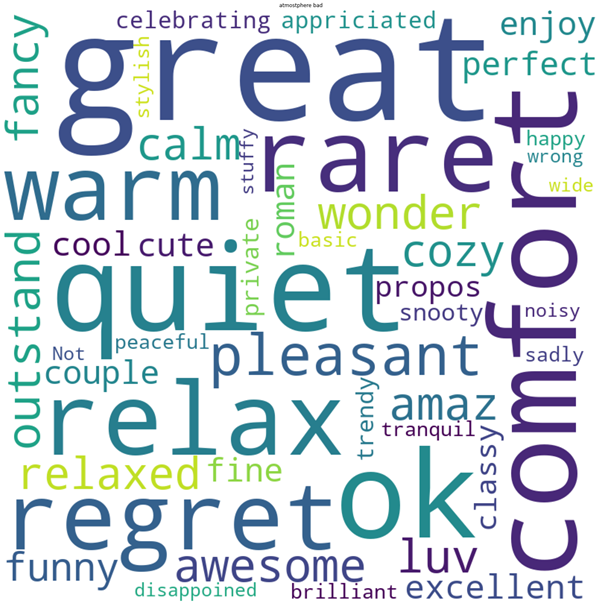 atmostphere bad
celebrating
appriciated
enjoy
fancy
stylish
great
perfect
calm
stuffy
rare
happy
wrong
wide
warm
roman
wonder
comfort
cool
cute
private
basic
cozy
outstand
quiet
propos
snooty
noisy
Not
peaceful
pleasant
sadly
couple
relax
trendy
amaz
tranquil
classy
relaxed
fine
regret
ok
funny
awesome
luv
disappoined
brilliant
excellent